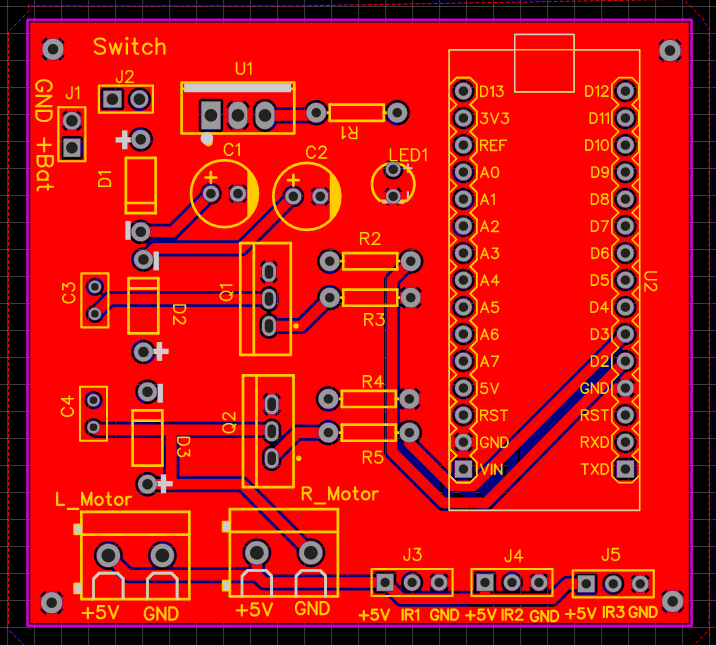 Switch
J1
J2
U1
GND +Bat
R1
D13 D12
3V3 D11
REF D10
A0 D9
A1 D8
A2 D7
A3 D6
A4 D5
A5 D4
A6 D3
A7 D2
5V GND
RST RST
GND RXD
VIN TXD
U2
D1
C1
C2
LED1
R2
C3
D2
Q1
R3
C4
R4
Q2
D3
R5
L_Motor
R_Motor
+5V GND
+5V GND
J3 J4 J5
+5V IR1 GND
+5V IR2 GND
+5V IR3 GND